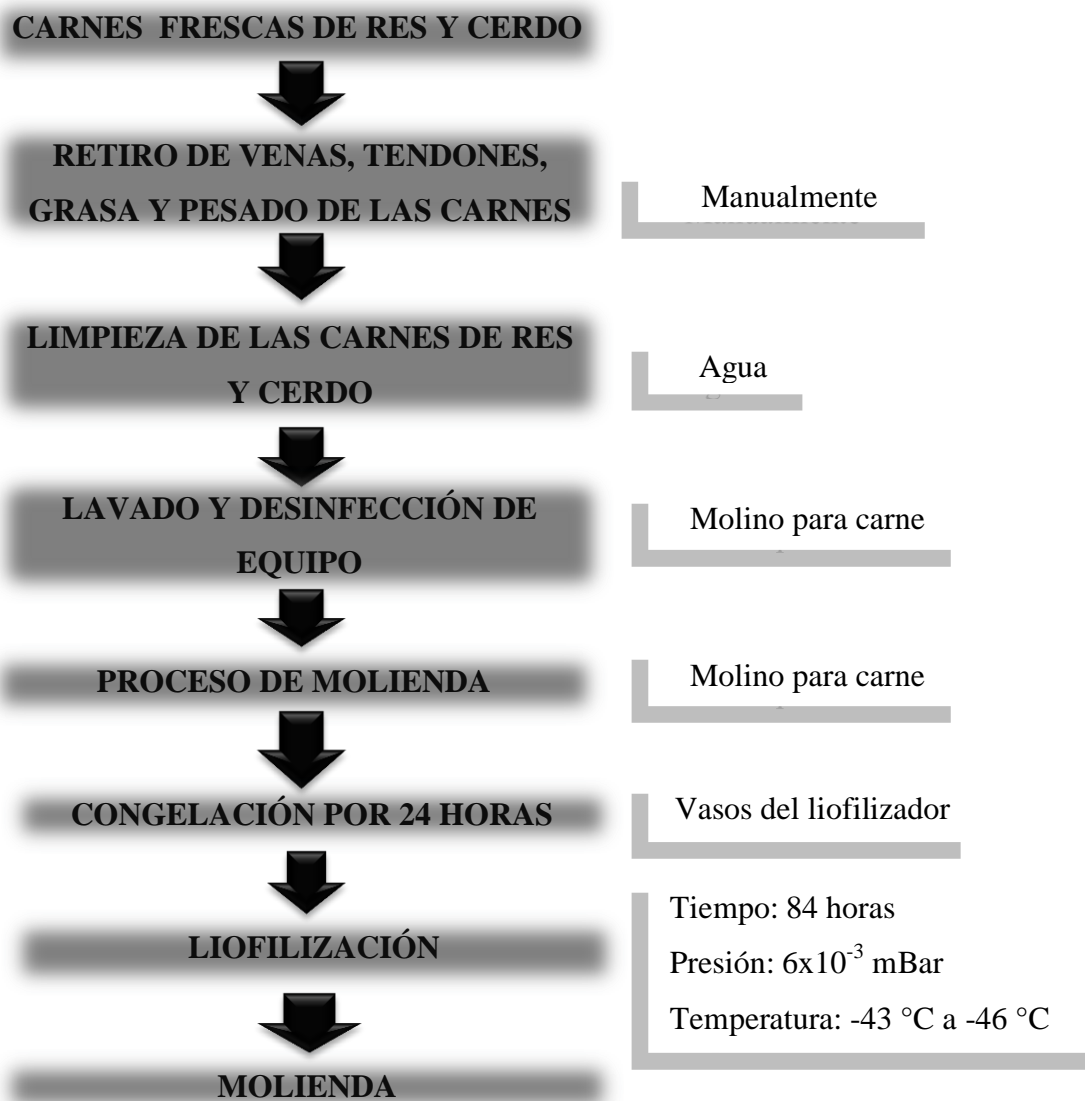 CARNES FRESCAS DE RES Y CERDO
RETIRO DE VENAS, TENDONES,
GRASA Y PESADO DE LAS CARNES
Manualmente
LIMPIEZA DE LAS CARNES DE RES
Y CERDO
Agua
LAVADO Y DESINFECCIÓN DE
EQUIPO
Molino para carne
PROCESO DE MOLIENDA
Molino para carne
CONGELACIÓN POR 24 HORAS
Vasos del liofilizador
LIOFILIZACIÓN
Tiempo: 84 horas
Presión: 6x10⁻³ mBar
Temperatura: -43 °C a -46 °C
MOLIENDA